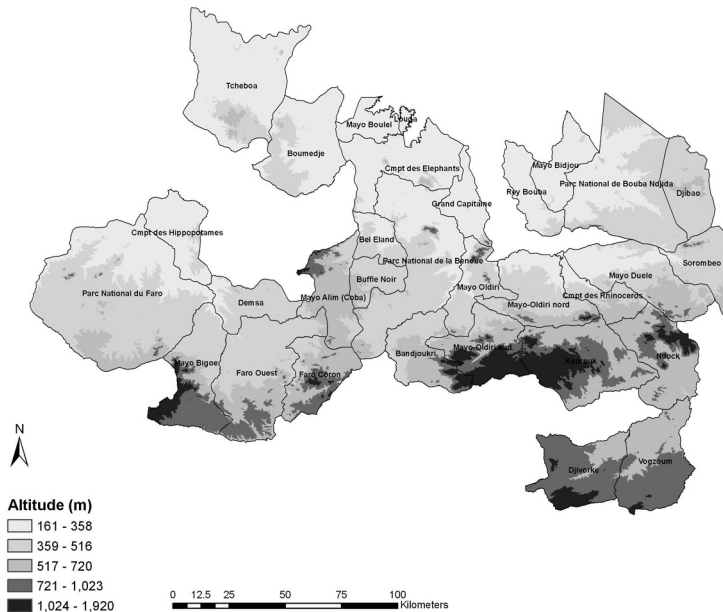 Tcheboa
Mayo Boulel
Louga
Boumedje
Cmpt des Elephants
Mayo Bidjou
Rey Bouba
Parc National de Bouba Ndjida
Djibao
Grand Capitaine
Cmpt des Hippopotames
Bel Eland
Parc National de la Benoue
Sorombeo
Buffle Noir
Mayo Duele
Parc National du Faro
Mayo Oldiri
Cmpt des Rhinoceros
Demsa
Mayo Alim (Coba)
Mayo-Oldiri nord
Mayo-Oldiri sud
Bandjoukri
Kourouk
Ndock
Mayo Bigoe
Faro Ouest
Faro Coron
N
Vogzoum
Djivorke
Altitude (m)
161 - 358
359 - 516
517 - 720
721 - 1,023
1,024 - 1,920
0 12.5 25 50 75 100
Kilometers